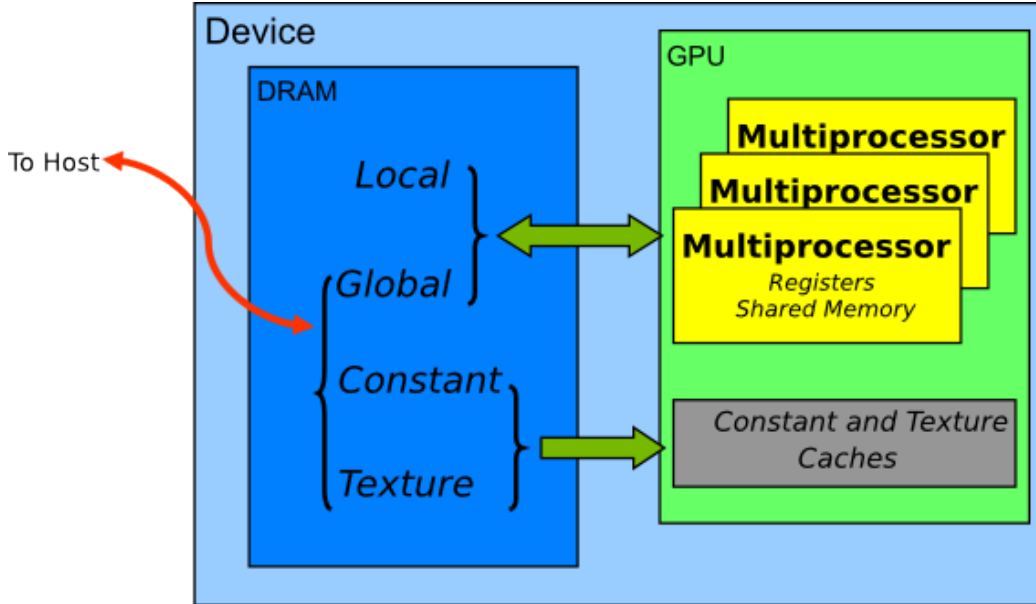 Device
DRAM
GPU
To Host
Local
Global
Constant
Texture
Multiprocessor
Multiprocessor
Multiprocessor
Registers
Shared Memory
Constant and Texture
Caches